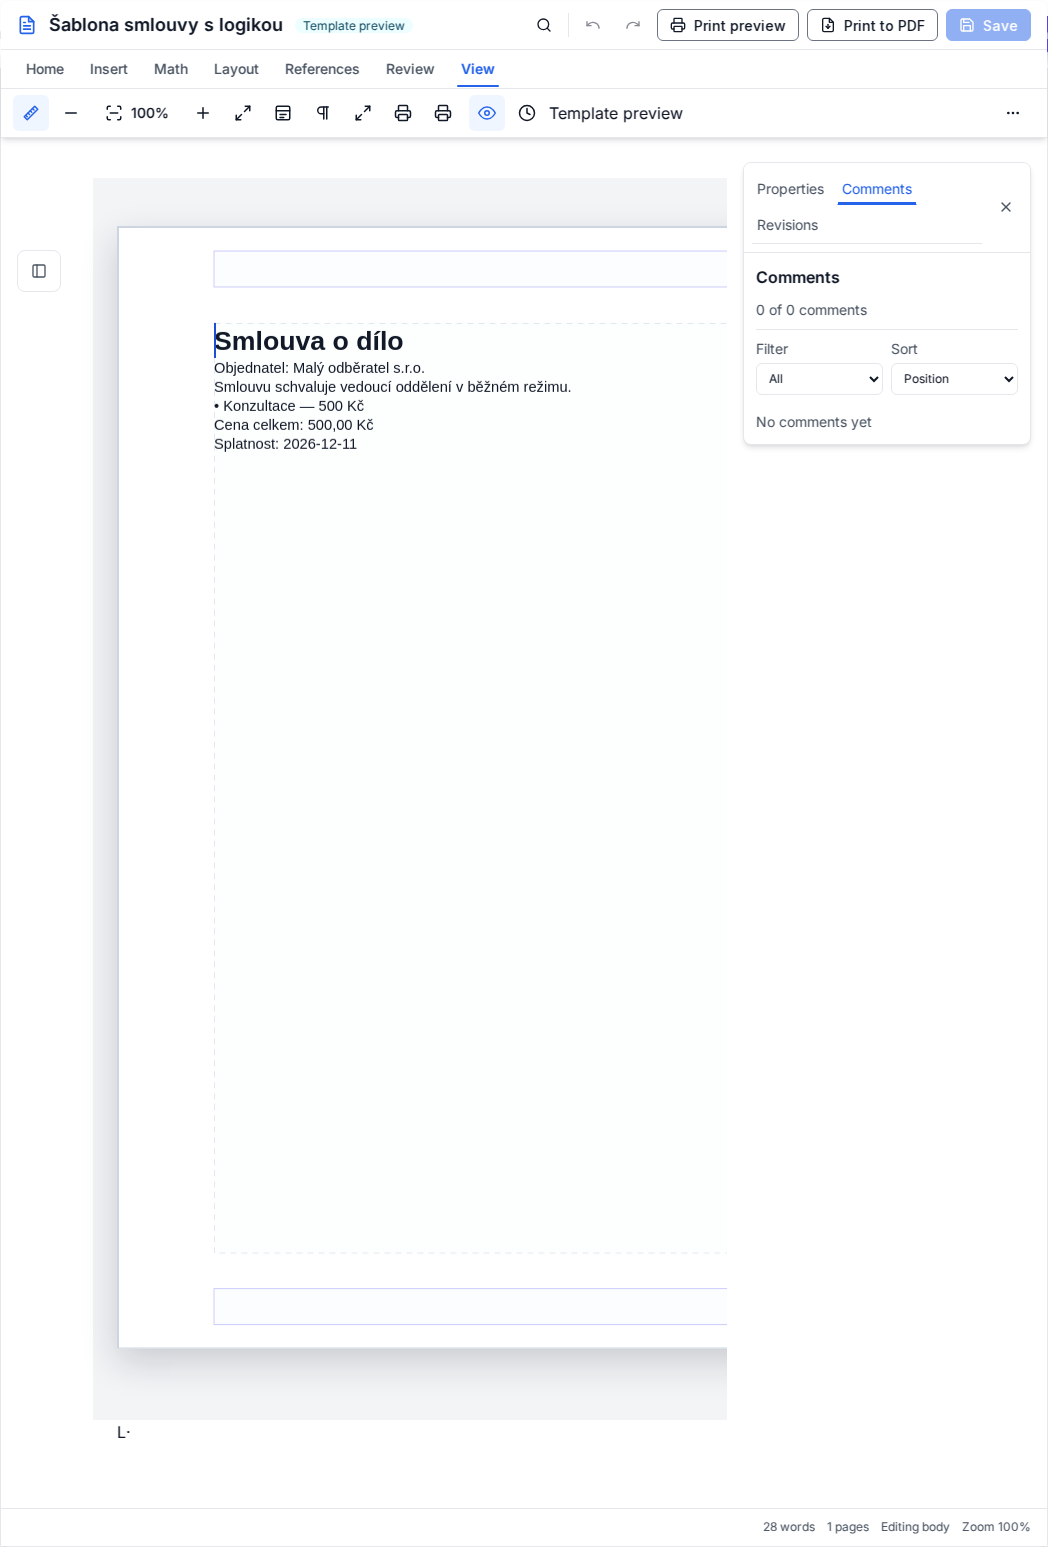 Šablona smlouvy s logikou
Template preview
Print preview
Print to PDF
Save
Home
Insert
Math
Layout
References
Review
View
100%
Template preview
Properties
Comments
Revisions
Comments
0 of 0 comments
Filter
Sort
All
Position
No comments yet
Smlouva o dílo
Objednatel: Malý odběratel s.r.o.
Smlouvu schvaluje vedoucí oddělení v běžném režimu.
• Konzultace — 500 Kč
Cena celkem: 500,00 Kč
Splatnost: 2026-12-11
L·
28 words
1 pages
Editing body
Zoom 100%